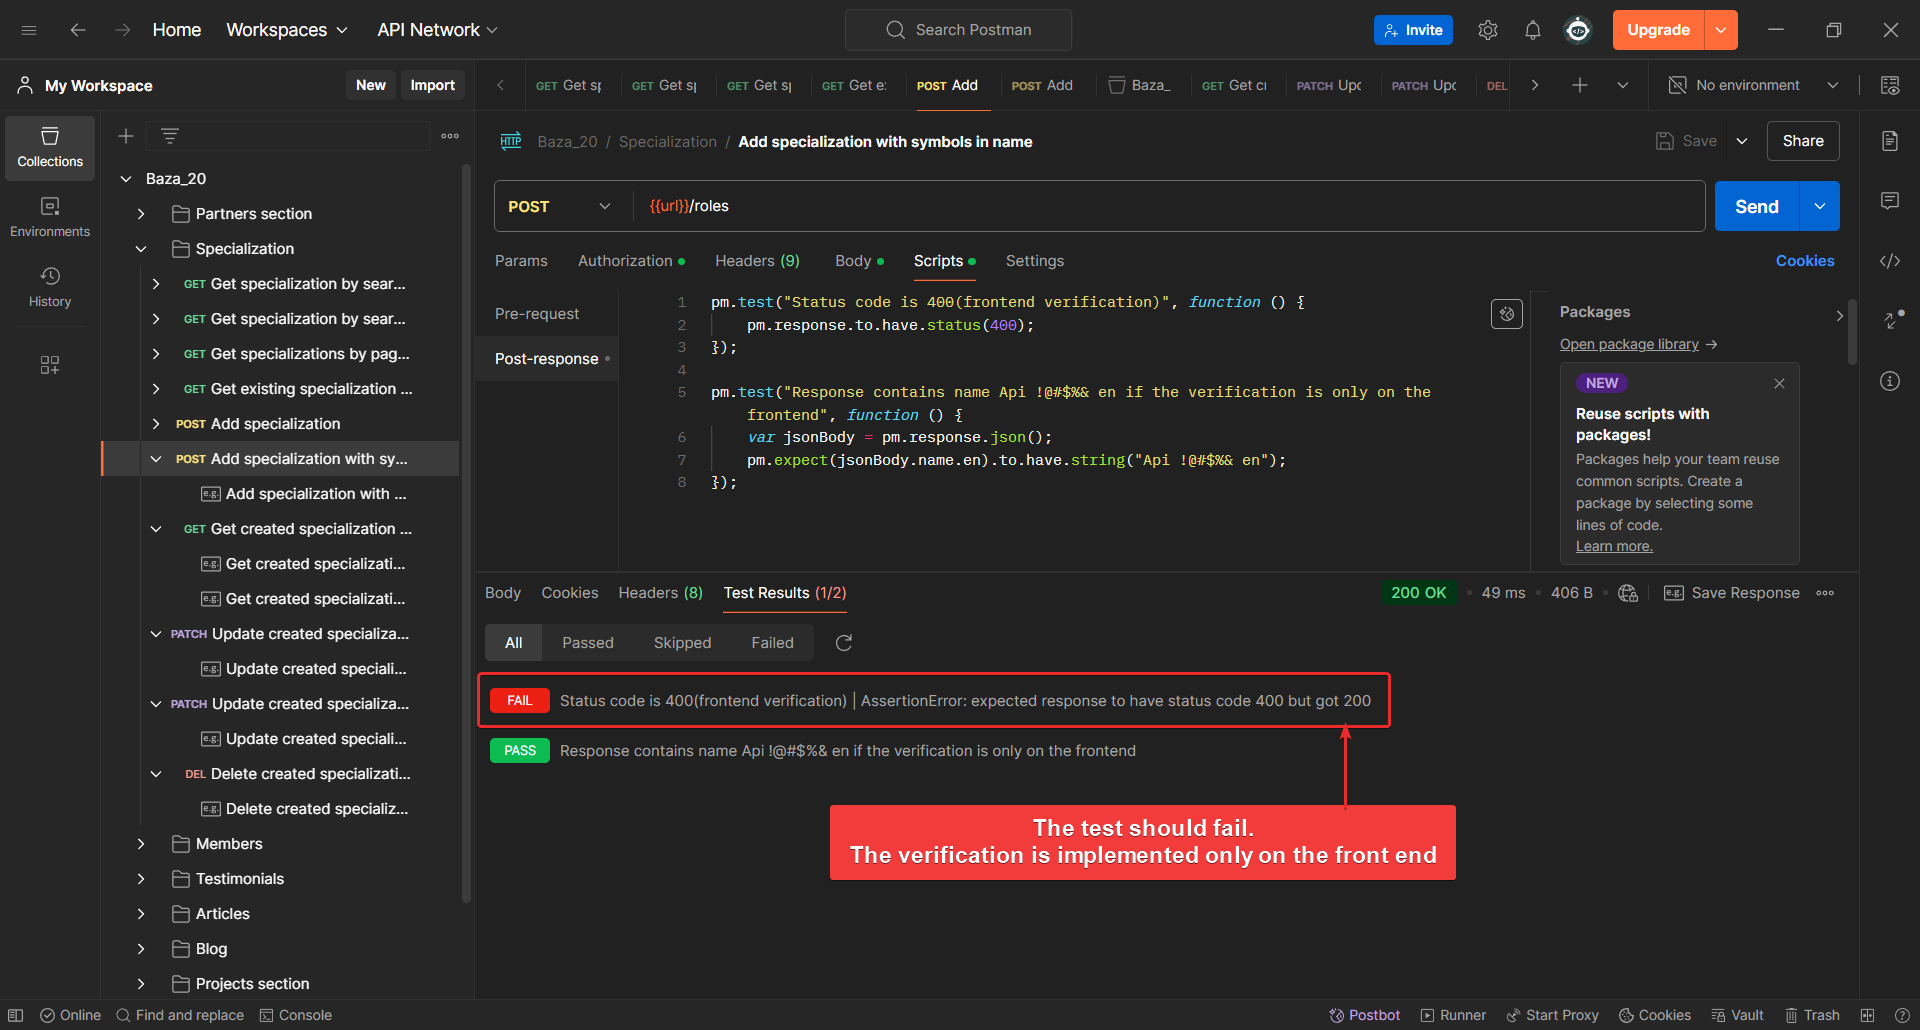 Home Workspaces API Network Search Postman Invite Upgrade
My Workspace New Import GET Get sp GET Get sp GET Get sp GET Get e: POST Add POST Add Baza_ GET Get cr PATCH Upd PATCH Upd DEL No environment
Collections
Environments
History
Baza_20
Partners section
Specialization
GET Get specialization by sear...
GET Get specialization by sear...
GET Get specializations by pag...
GET Get existing specialization ...
POST Add specialization
POST Add specialization with sy...
e.g. Add specialization with ...
GET Get created specialization ...
e.g. Get created specializati...
e.g. Get created specializati...
PATCH Update created specializa...
e.g. Update created speciali...
PATCH Update created specializa...
e.g. Update created speciali...
DEL Delete created specializati...
e.g. Delete created specializ...
Members
Testimonials
Articles
Blog
Projects section
HTTP Baza_20 / Specialization / Add specialization with symbols in name Save Share
POST {{url}}/roles Send
Params Authorization Headers (9) Body Scripts Settings Cookies
Pre-request
Post-response
1 pm.test("Status code is 400(frontend verification)", function () {
2 pm.response.to.have.status(400);
3 });
4
5 pm.test("Response contains name Api !@#$%& en if the verification is only on the
frontend", function () {
6 var jsonBody = pm.response.json();
7 pm.expect(jsonBody.name.en).to.have.string("Api !@#$%& en");
8 });
Packages
Open package library →
NEW
Reuse scripts with
packages!
Packages help your team reuse
common scripts. Create a
package by selecting some
lines of code.
Learn more.
Body Cookies Headers (8) Test Results (1/2) 200 OK • 49 ms • 406 B • e.g. Save Response
All Passed Skipped Failed
FAIL Status code is 400(frontend verification) | AssertionError: expected response to have status code 400 but got 200
PASS Response contains name Api !@#$%& en if the verification is only on the frontend
The test should fail.
The verification is implemented only on the front end
Online Find and replace Console Postbot Runner Start Proxy Cookies Vault Trash